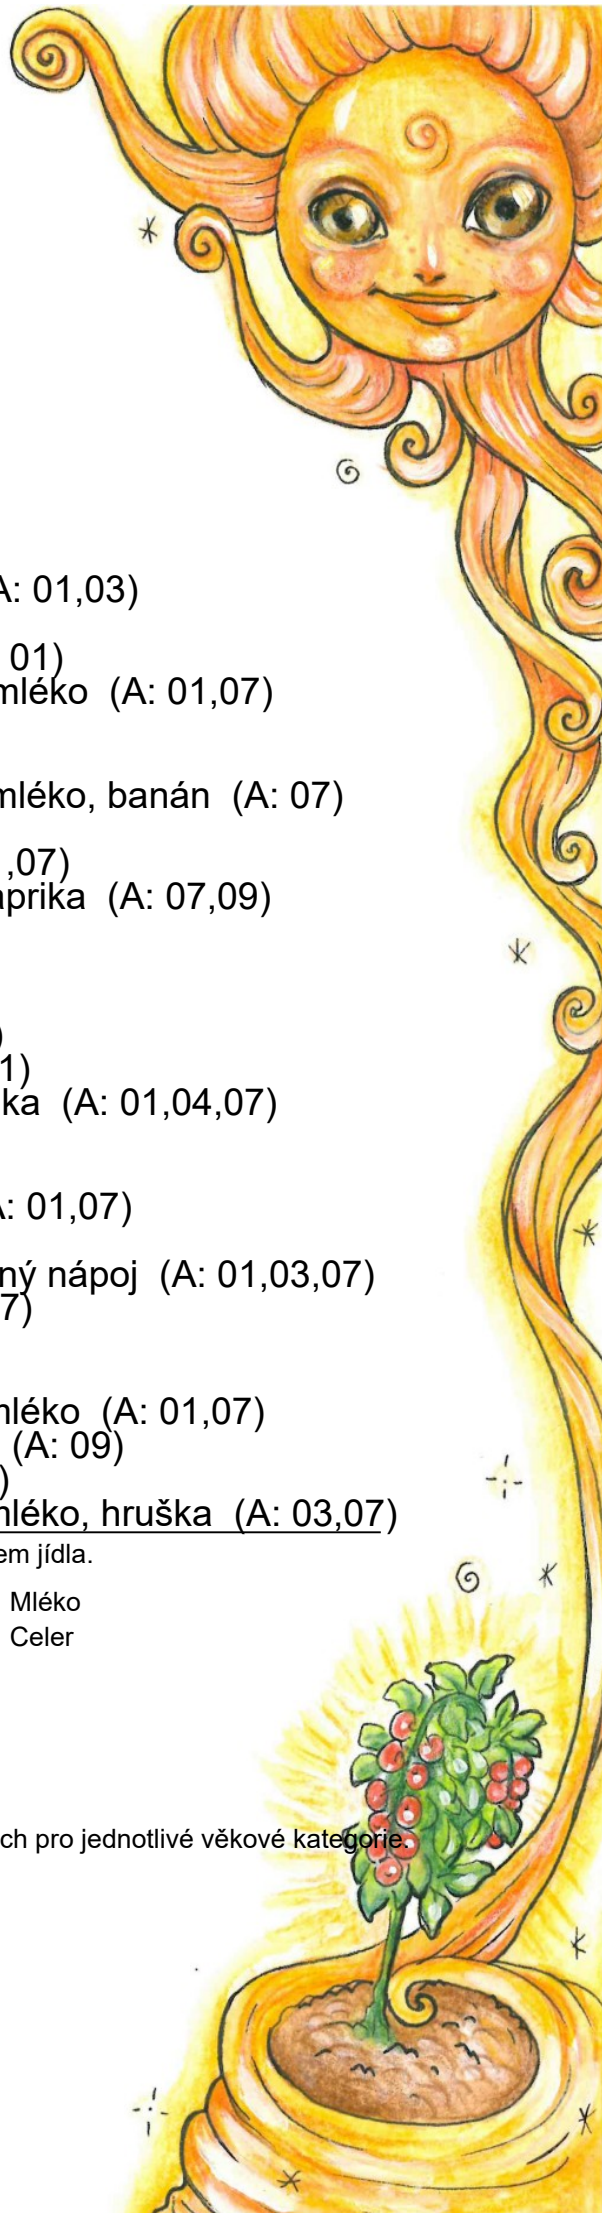 A: 01,03)
01)
mléko (A: 01,07)
mléko, banán (A: 07)
,07)
aprika (A: 07,09)
)
1)
ka (A: 01,04,07)
A: 01,07)
ný nápoj (A: 01,03,07)
7)
mléko (A: 01,07)
(A: 09)
)
mléko, hruška (A: 03,07)
em jídla.
Mléko
Celer
ch pro jednotlivé věkové kategorie.